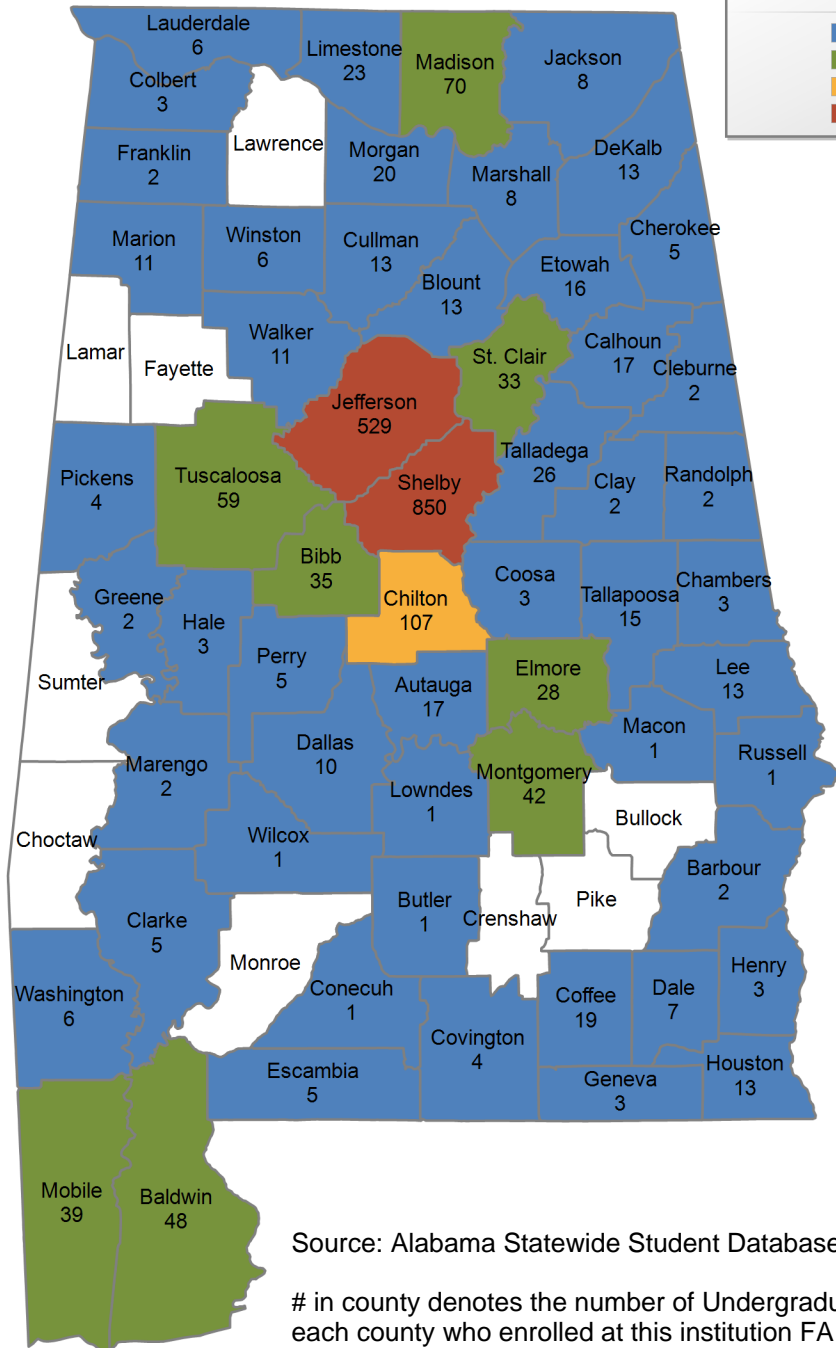 Lauderdale
6
Limestone
23
Madison
70
Jackson
8
Colbert
3
Lawrence
Franklin
2
Morgan
20
Marshall
8
DeKalb
13
Cherokee
5
Marion
11
Winston
6
Cullman
13
Blount
13
Etowah
16
Lamar
Fayette
Walker
11
St. Clair
33
Calhoun
17
Cleburne
2
Jefferson
529
Pickens
4
Tuscaloosa
59
Shelby
850
Talladega
26
Clay
2
Randolph
2
Bibb
35
Chilton
107
Coosa
3
Tallapoosa
15
Chambers
3
Greene
2
Hale
3
Perry
5
Sumter
Autauga
17
Elmore
28
Lee
13
Macon
1
Russell
1
Marengo
2
Dallas
10
Lowndes
1
Montgomery
42
Bullock
Choctaw
Wilcox
1
Butler
1
Crenshaw
Pike
Barbour
2
Clarke
5
Monroe
Washington
6
Conecuh
1
Covington
4
Coffee
19
Dale
7
Henry
3
Escambia
5
Geneva
3
Houston
13
Mobile
39
Baldwin
48
Source: Alabama Statewide Student Database
# in county denotes the number of Undergradu
each county who enrolled at this institution FA